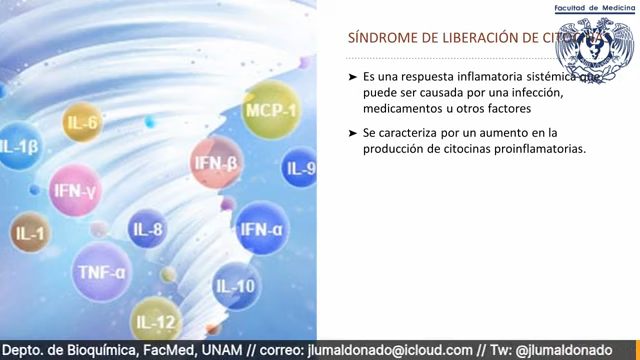 Facultad de Medicina
SÍNDROME DE LIBERACIÓN DE CITOCINA
➤ Es una respuesta inflamatoria sistémica que
puede ser causada por una infección,
medicamentos u otros factores
➤ Se caracteriza por un aumento en la
producción de citocinas proinflamatorias.
MCP-1
IL-6
IL-1β
IFN-β
IL-9
IFN-γ
IL-1
IL-8
IFN-α
TNF-α
IL-10
IL-12
Depto. de Bioquímica, FacMed, UNAM // correo: jlumaldonado@icloud.com // Tw: @jlumaldonado